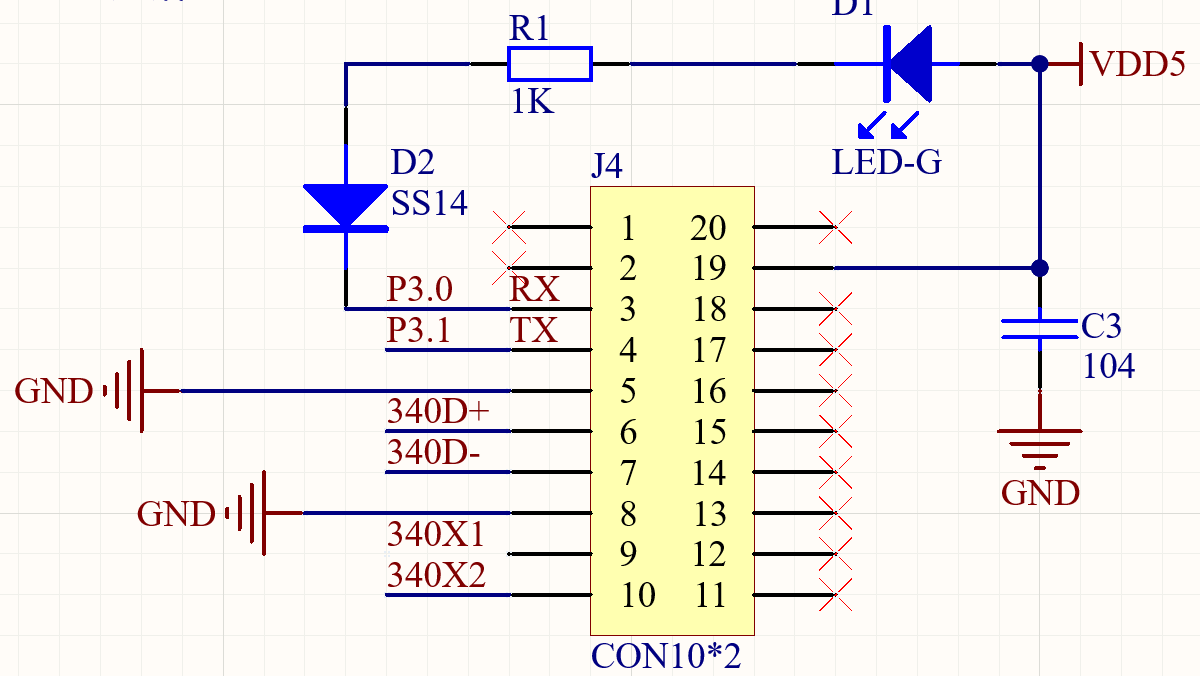 R1
D1
VDD5
1K
D2
SS14
LED-G
J4
1 20
2 19
P3.0 RX 3 18
P3.1 TX 4 17
C3
104
GND 5 16
340D+ 6 15
340D- 7 14
GND 8 13
GND
340X1 9 12
340X2 10 11
CON10*2